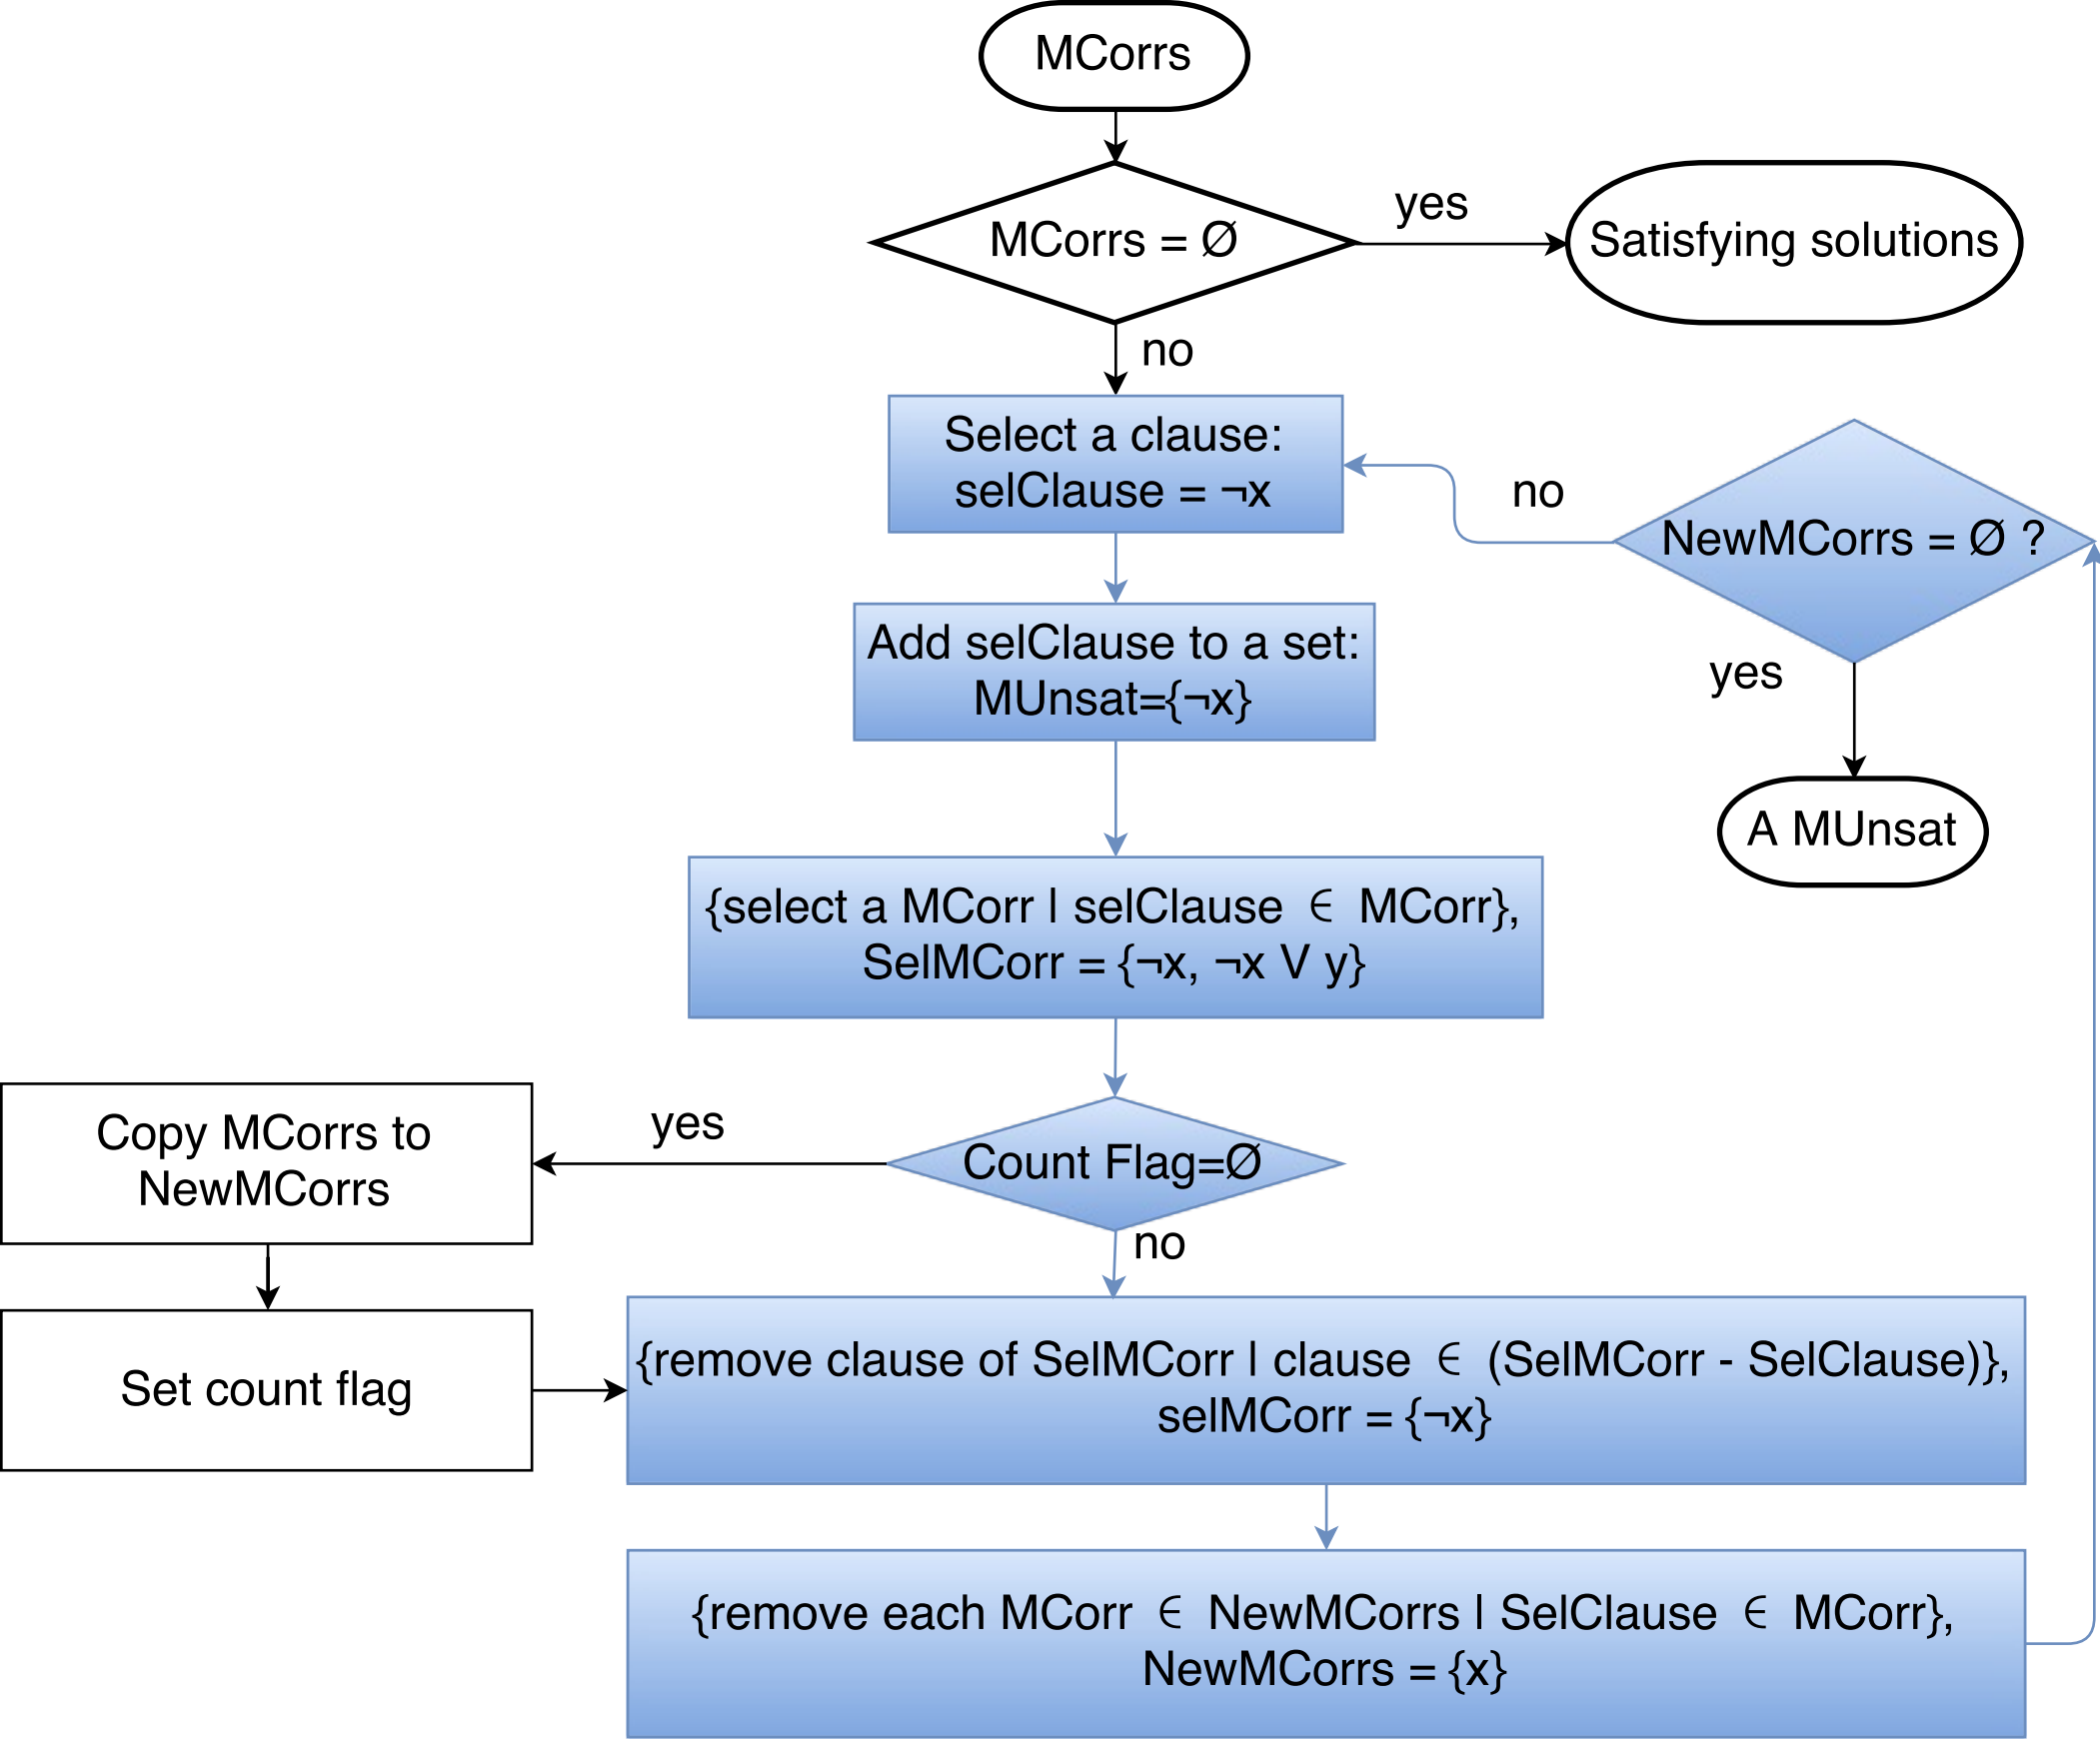 MCorrs
MCorrs = Ø
yes
Satisfying solutions
no
Select a clause:
selClause = ¬x
no
NewMCorrs = Ø ?
Add selClause to a set:
MUnsat={¬x}
yes
A MUnsat
{select a MCorr | selClause ∈ MCorr},
SelMCorr = {¬x, ¬x V y}
Copy MCorrs to
NewMCorrs
yes
Count Flag=Ø
no
Set count flag
{remove clause of SelMCorr | clause ∈ (SelMCorr - SelClause)},
selMCorr = {¬x}
{remove each MCorr ∈ NewMCorrs | SelClause ∈ MCorr},
NewMCorrs = {x}